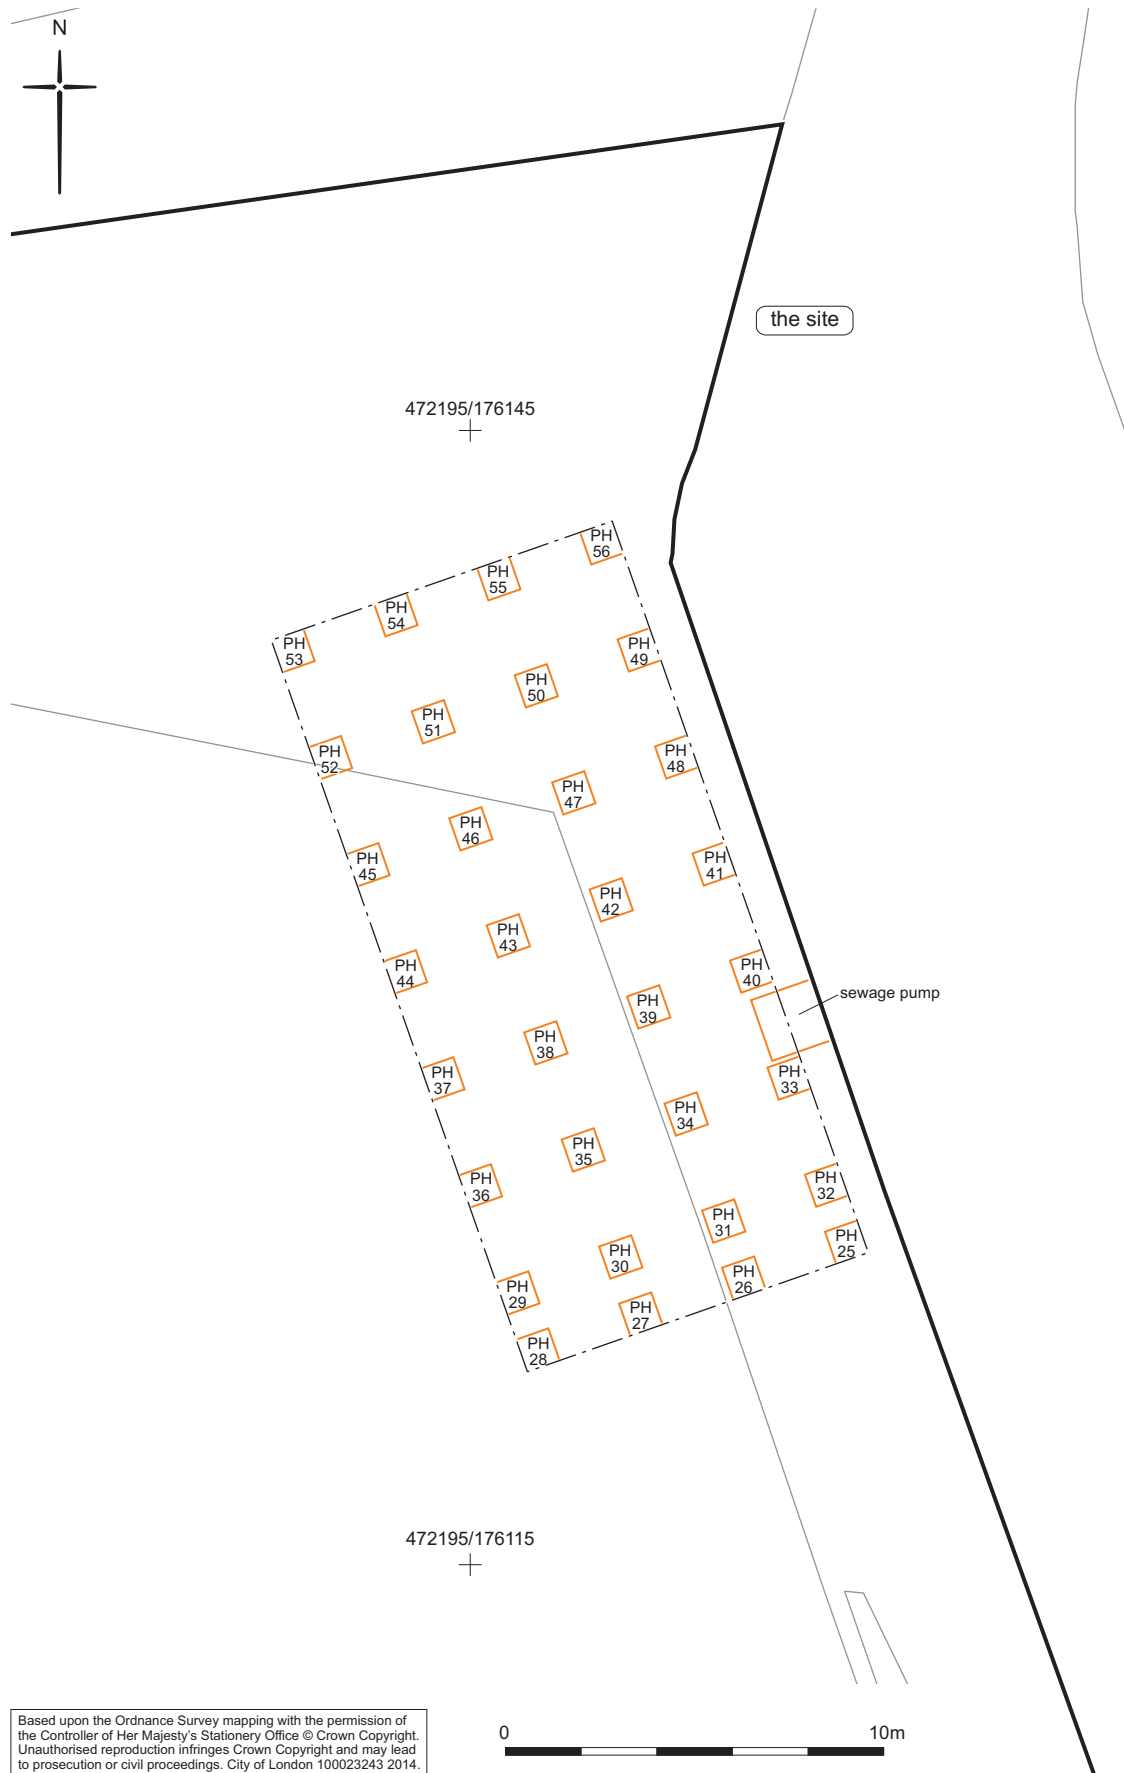 N
the site
472195/176145
PH
56
PH
55
PH
54
PH
53
PH
49
PH
50
PH
51
PH
52
PH
48
PH
47
PH
46
PH
45
PH
41
PH
42
PH
43
PH
44
PH
40
sewage pump
PH
39
PH
38
PH
37
PH
33
PH
34
PH
35
PH
36
PH
32
PH
31
PH
30
PH
29
PH
25
PH
26
PH
27
PH
28
472195/176115
Based upon the Ordnance Survey mapping with the permission of
the Controller of Her Majesty's Stationery Office © Crown Copyright.
Unauthorised reproduction infringes Crown Copyright and may lead
to prosecution or civil proceedings. City of London 100023243 2014.
0 10m